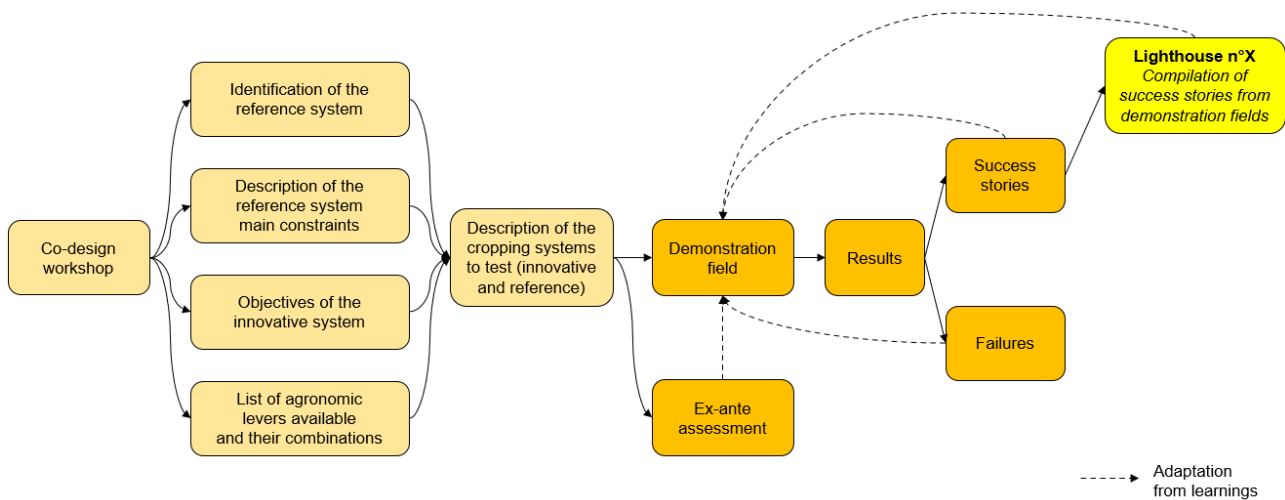 Co-design
workshop
Identification of the
reference system
Description of the
reference system
main constraints
Objectives of the
innovative system
List of agronomic
levers available
and their combinations
Description of the
cropping systems
to test (innovative
and reference)
Demonstration
field
Ex-ante
assessment
Results
Success
stories
Failures
Lighthouse n°X
Compilation of
success stories from
demonstration fields
Adaptation
from learnings